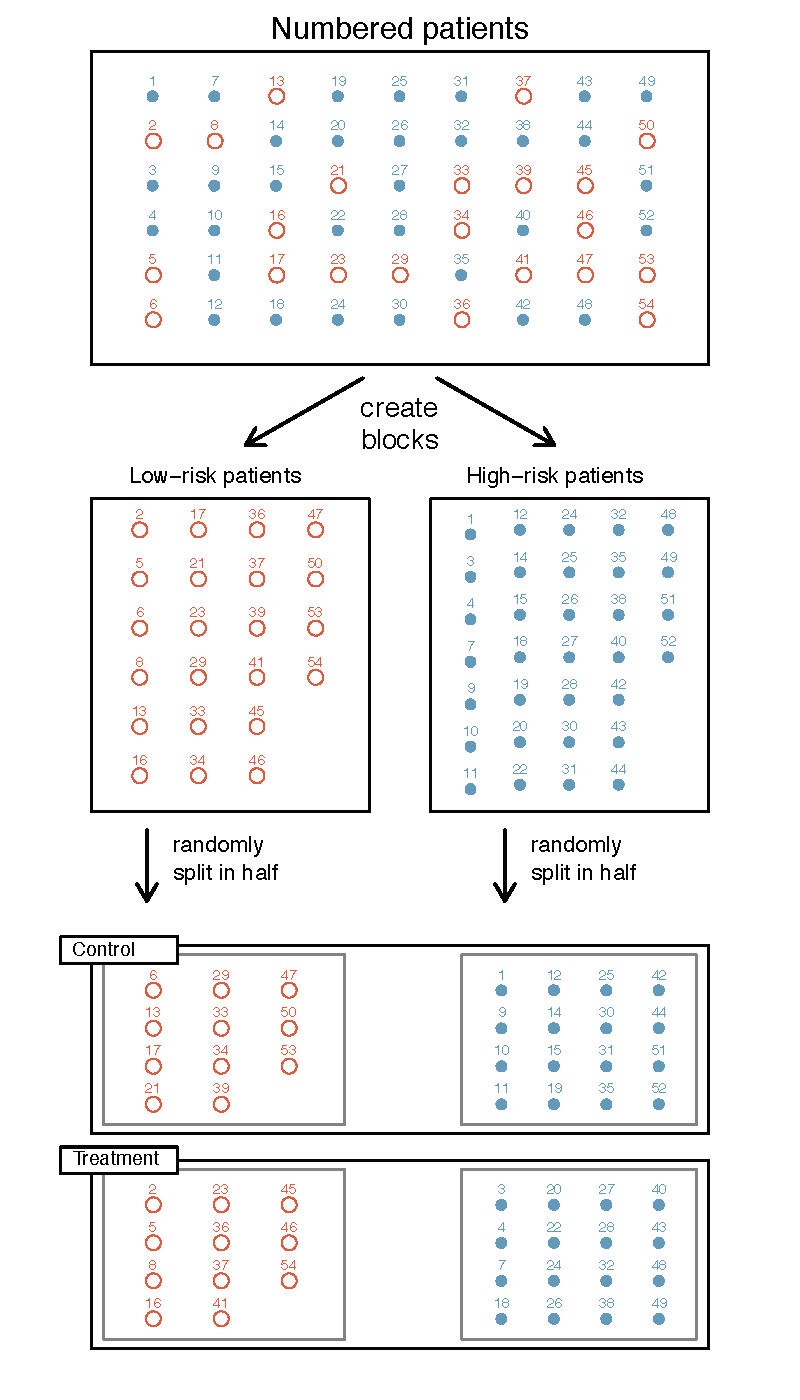 Numbered patients
1 7 13 19 25 31 37 43 49
2 8 14 20 26 32 38 44 50
3 9 15 21 27 33 39 45 51
4 10 16 22 28 34 40 46 52
5 11 17 23 29 35 41 47 53
6 12 18 24 30 36 42 48 54
create
blocks
Low−risk patients
2 17 36 47
5 21 37 50
6 23 39 53
8 29 41 54
13 33 45
16 34 46
High−risk patients
1 12 24 32 48
3 14 25 35 49
4 15 26 38 51
7 18 27 40 52
9 19 28 42
10 20 30 43
11 22 31 44
randomly
split in half
randomly
split in half
Control
6 29 47
13 33 50
17 34 53
21 39
1 12 25 42
9 14 30 44
10 15 31 51
11 19 35 52
Treatment
2 23 45
5 36 46
8 37 54
16 41
3 20 27 40
4 22 28 43
7 24 32 48
18 26 38 49